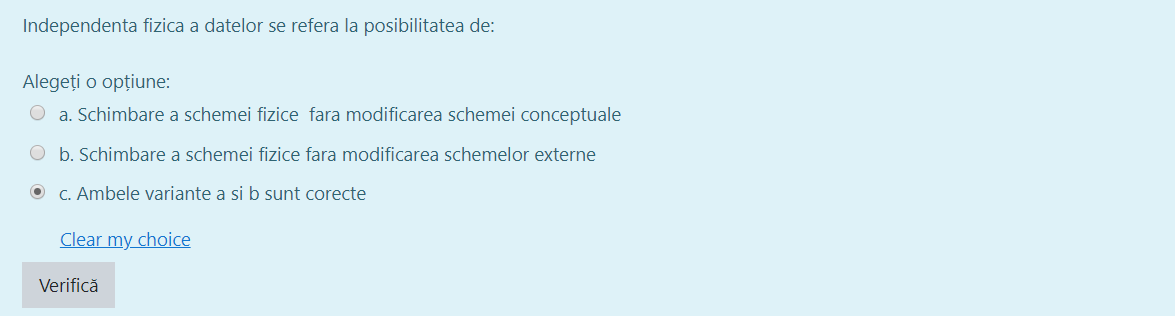 Independenta fizica a datelor se refera la posibilitatea de:
Alegeți o opțiune:
a. Schimbare a schemei fizice  fara modificarea schemei conceptuale
b. Schimbare a schemei fizice fara modificarea schemelor externe
c. Ambele variante a si b sunt corecte
Clear my choice
Verifică